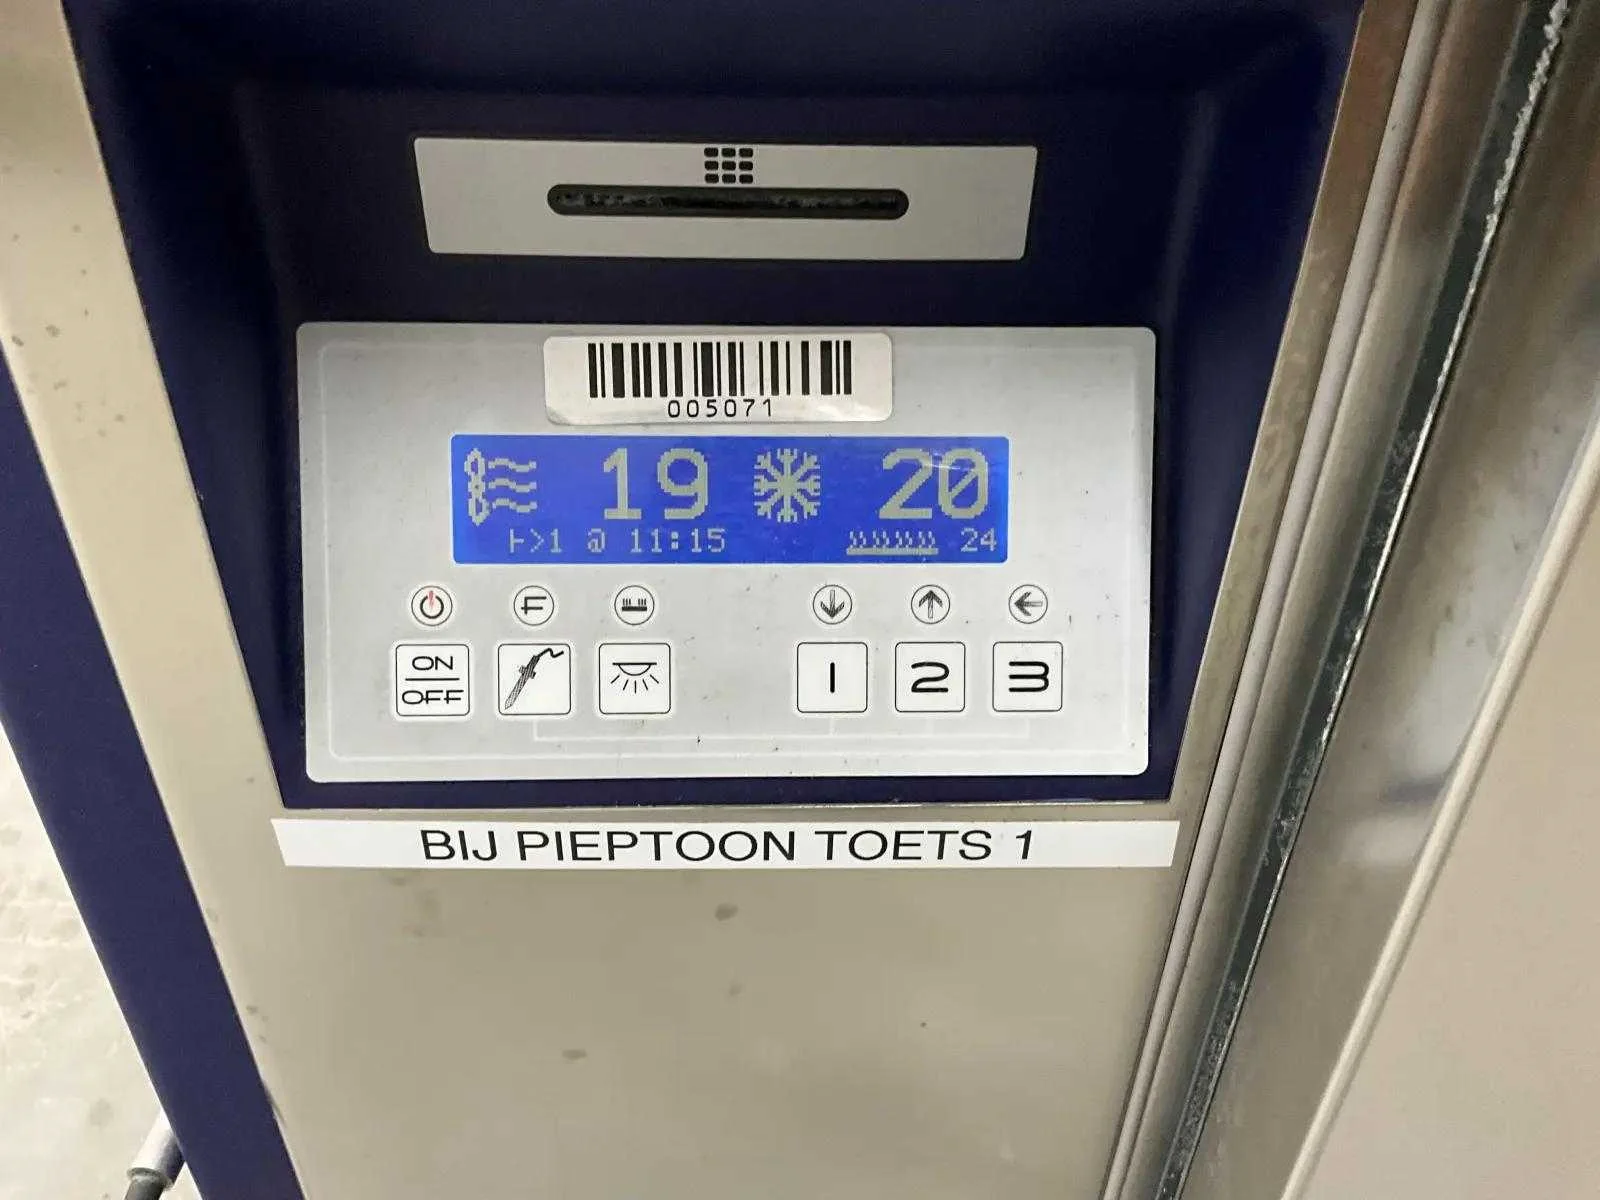 005071
19 20
├>1 @ 11:15 24
F
ON
OFF
1 2 3
BIJ PIEPTOON TOETS 1